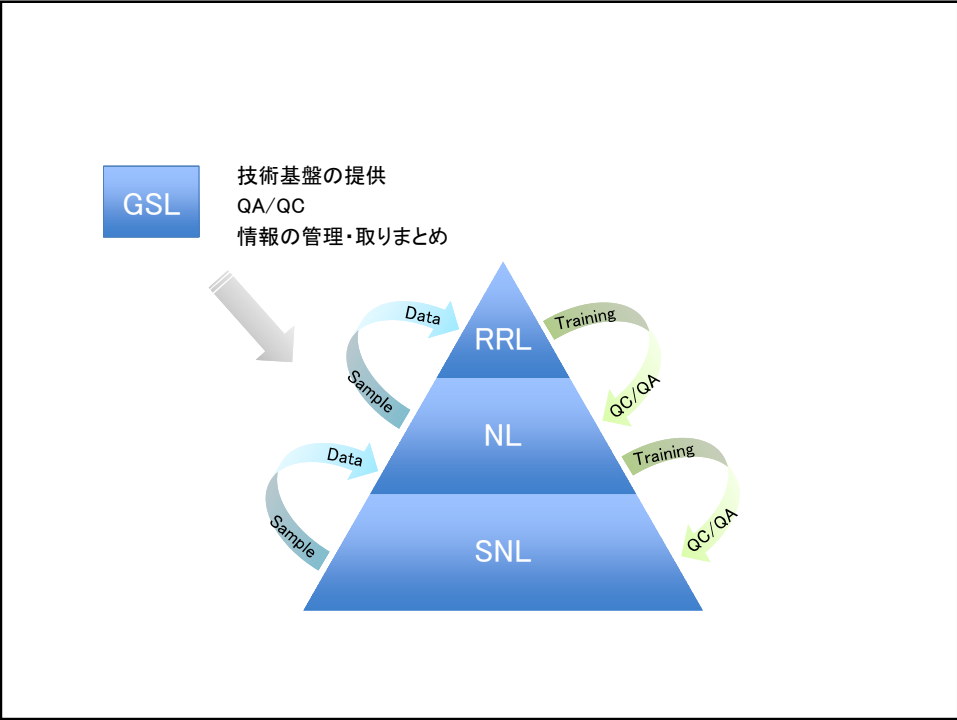 GSL
技術基盤の提供
QA/QC
情報の管理・取りまとめ
Data
Sample
RRL
Training
QC/QA
NL
Data
Sample
Training
QC/QA
SNL